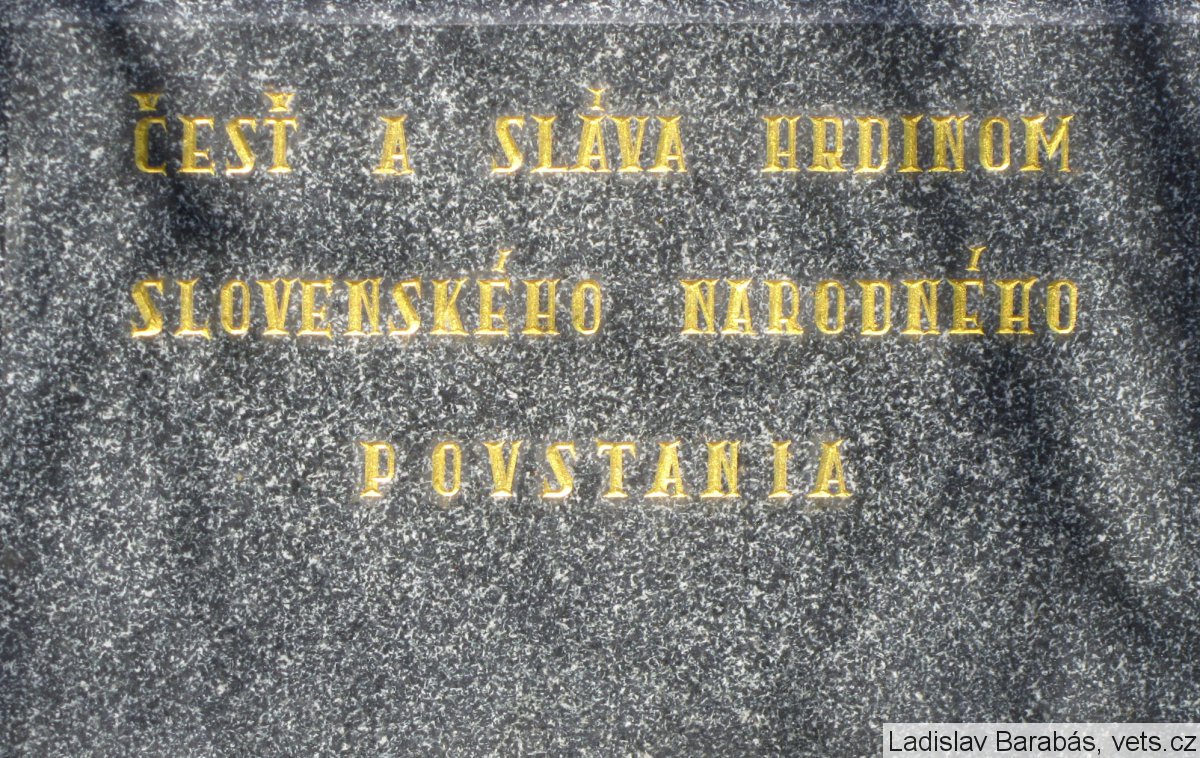 ČESŤ A SLÁVA HRDINOM
SLOVENSKÉHO NARODNÉHO
POVSTANIA
Ladislav Barabás, vets.cz